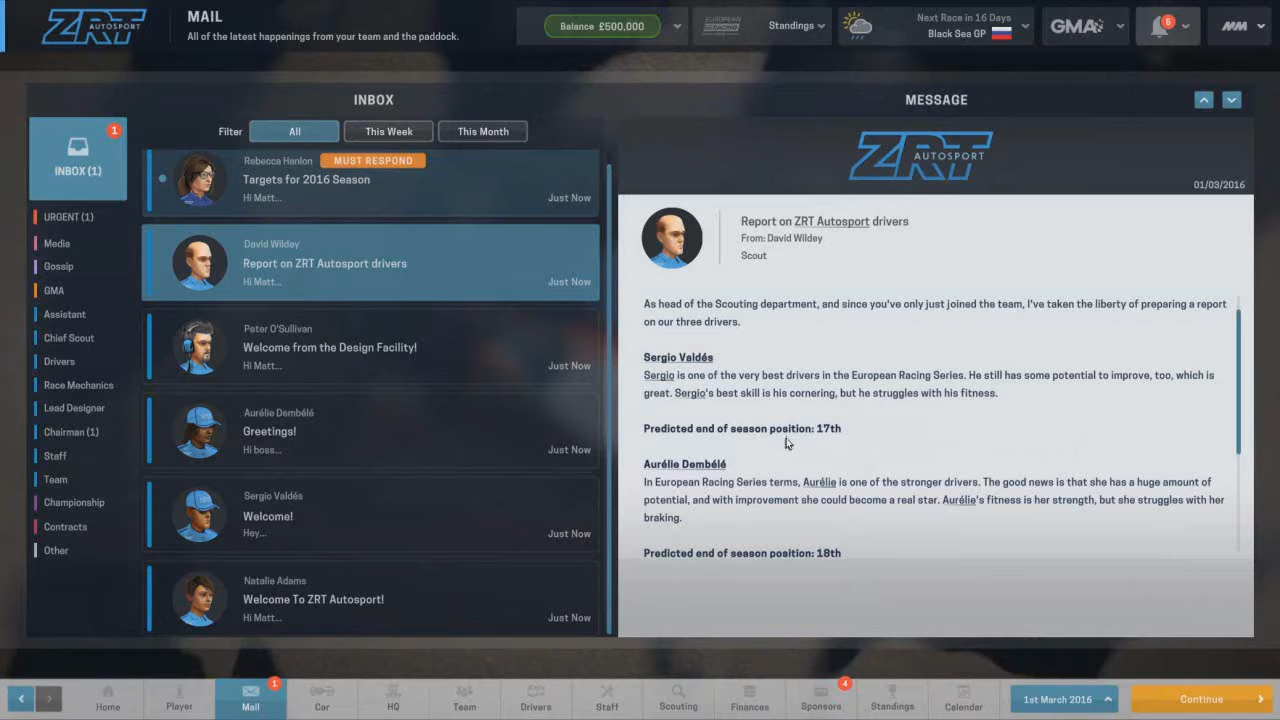 ZRT AUTOSPORT
MAIL
All of the latest happenings from your team and the paddock.
Balance £500,000
EUROPEAN RACING
Standings
Next Race in 16 Days
Black Sea GP
GMA
6
INBOX
MESSAGE
1
INBOX (1)
URGENT (1)
Media
Gossip
GMA
Assistant
Chief Scout
Drivers
Race Mechanics
Lead Designer
Chairman (1)
Staff
Team
Championship
Contracts
Other
Filter
All
This Week
This Month
Rebecca Hanlon
MUST RESPOND
Targets for 2016 Season
Hi Matt...
Just Now
David Wildey
Report on ZRT Autosport drivers
Hi Matt...
Just Now
Peter O'Sullivan
Welcome from the Design Facility!
Hi Matt...
Just Now
Aurélie Dembélé
Greetings!
Hi boss...
Just Now
Sergio Valdés
Welcome!
Hey...
Just Now
Natalie Adams
Welcome To ZRT Autosport!
Hi Matt...
Just Now
ZRT AUTOSPORT
01/03/2016
Report on ZRT Autosport drivers
From: David Wildey
Scout
As head of the Scouting department, and since you've only just joined the team, I've taken the liberty of preparing a report
on our three drivers.
Sergio Valdés
Sergio is one of the very best drivers in the European Racing Series. He still has some potential to improve, too, which is
great. Sergio's best skill is his cornering, but he struggles with his fitness.
Predicted end of season position: 17th
Aurélie Dembélé
In European Racing Series terms, Aurélie is one of the stronger drivers. The good news is that she has a huge amount of
potential, and with improvement she could become a real star. Aurélie's fitness is her strength, but she struggles with her
braking.
Predicted end of season position: 18th
Home
Player
1
Mail
Car
HQ
Team
Drivers
Staff
Scouting
Finances
4
Sponsors
Standings
Calendar
1st March 2016
Continue